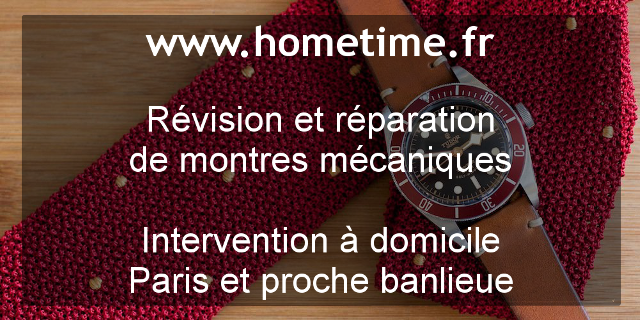 www.hometime.fr
Révision et réparation
de montres mécaniques
Intervention à domicile
Paris et proche banlieue